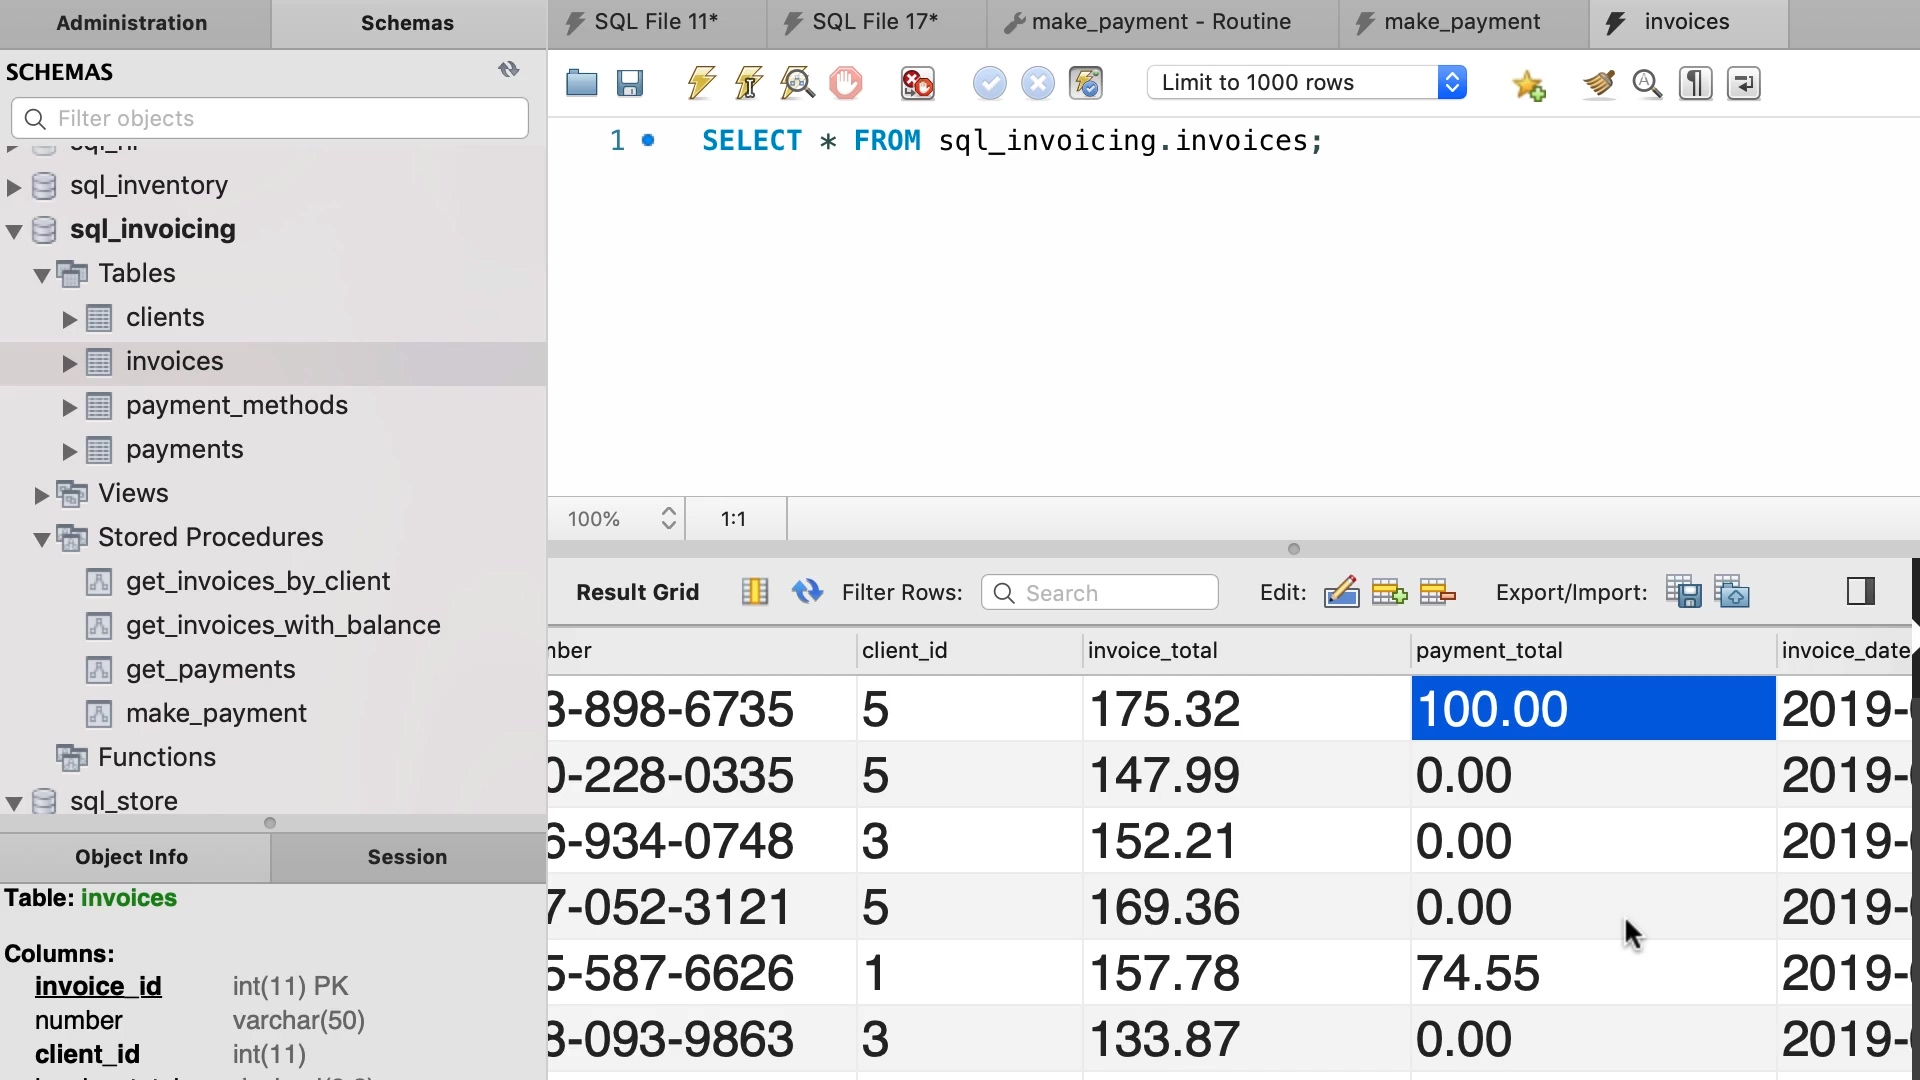 Administration
Schemas
SQL File 11*
SQL File 17*
make_payment - Routine
make_payment
invoices
SCHEMAS
Filter objects
Limit to 1000 rows
1
SELECT * FROM sql_invoicing.invoices;
sql_inventory
sql_invoicing
Tables
clients
invoices
payment_methods
payments
Views
Stored Procedures
get_invoices_by_client
get_invoices_with_balance
get_payments
make_payment
Functions
sql_store
100%
1:1
Result Grid
Filter Rows:
Search
Edit:
Export/Import:
client_id
invoice_total
payment_total
invoice_date
3-898-6735 5 175.32 100.00 2019-
0-228-0335 5 147.99 0.00 2019-
6-934-0748 3 152.21 0.00 2019-
7-052-3121 5 169.36 0.00 2019-
5-587-6626 1 157.78 74.55 2019-
3-093-9863 3 133.87 0.00 2019-
Object Info
Session
Table: invoices
Columns:
invoice_id int(11) PK
number varchar(50)
client_id int(11)